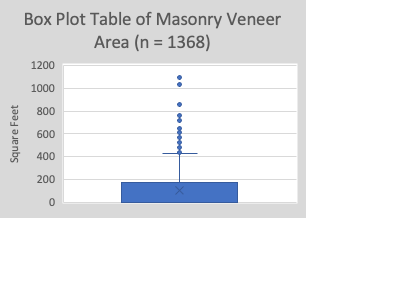 Box Plot Table of Masonry Veneer
Area (n = 1368)
Square Feet
1200
1000
800
600
400
200
0